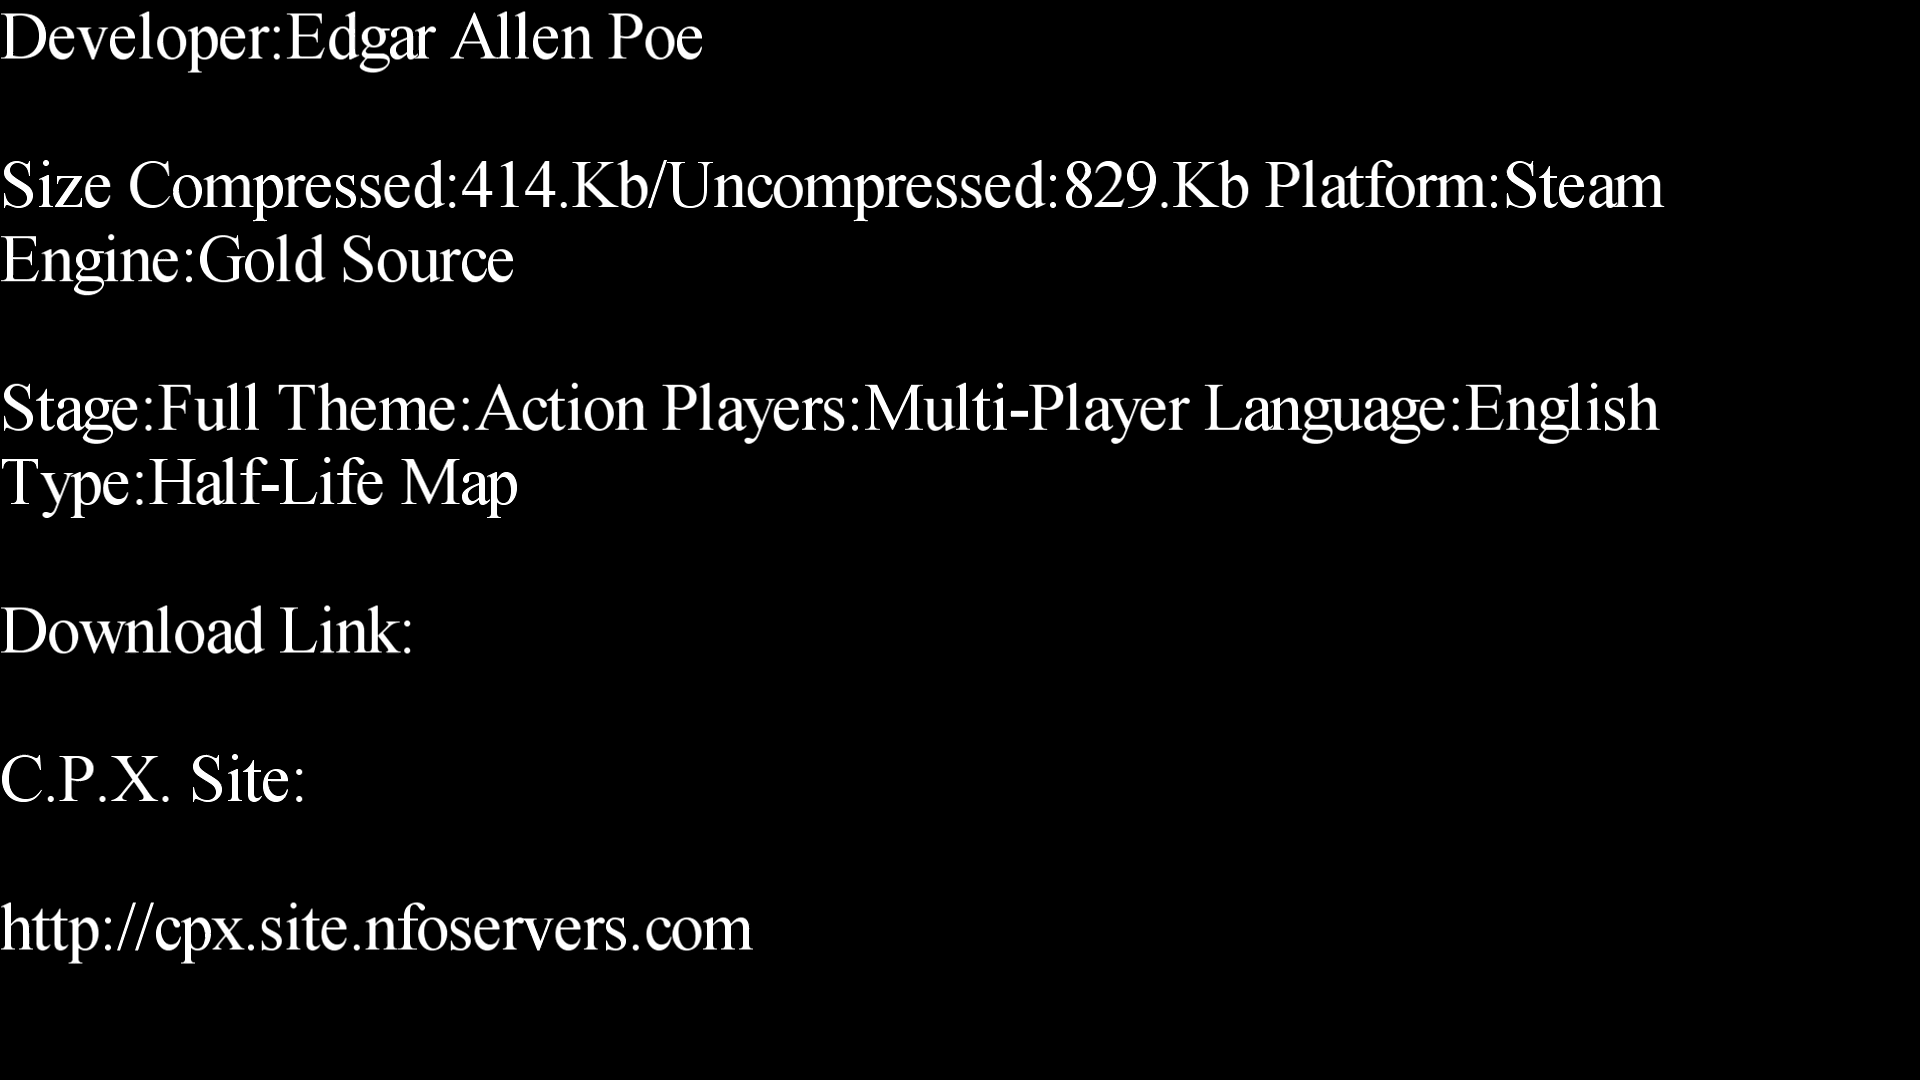 Developer:Edgar Allen Poe
Size Compressed:414.Kb/Uncompressed:829.Kb Platform:Steam
Engine:Gold Source
Stage:Full Theme:Action Players:Multi-Player Language:English
Type:Half-Life Map
Download Link:
C.P.X. Site:
http://cpx.site.nfoservers.com